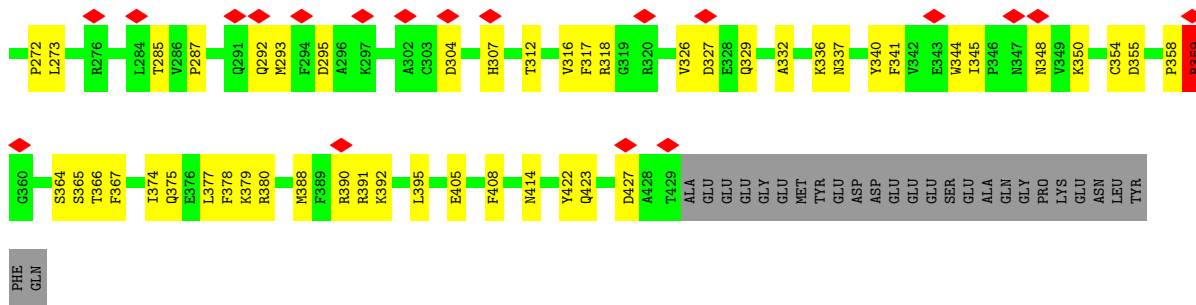 P272 L273 R276 L284 T285 V286 P287 Q291 Q292 M293 F294 D295 A296 K297 A302 C303 D304 H307 T312 V316 F317 R318 G319 R320 V326 D327 E328 Q329 A332 K336 N337 Y340 F341 V342 E343 W344 I345 P346 N347 N348 V349 K350 C354 D355 P358 R359
G360 S364 S365 T366 F367 I374 Q375 E376 L377 F378 K379 R380 M388 F389 R390 R391 K392 L395 E405 F408 N414 Y422 Q423 D427 A428 T429 ALA GLU GLU GLU GLY GLU MET TYR GLU ASP ASP GLU GLU GLU SER GLU ALA GLN GLY PRO LYS GLU ASN LEU TYR
PHE GLN